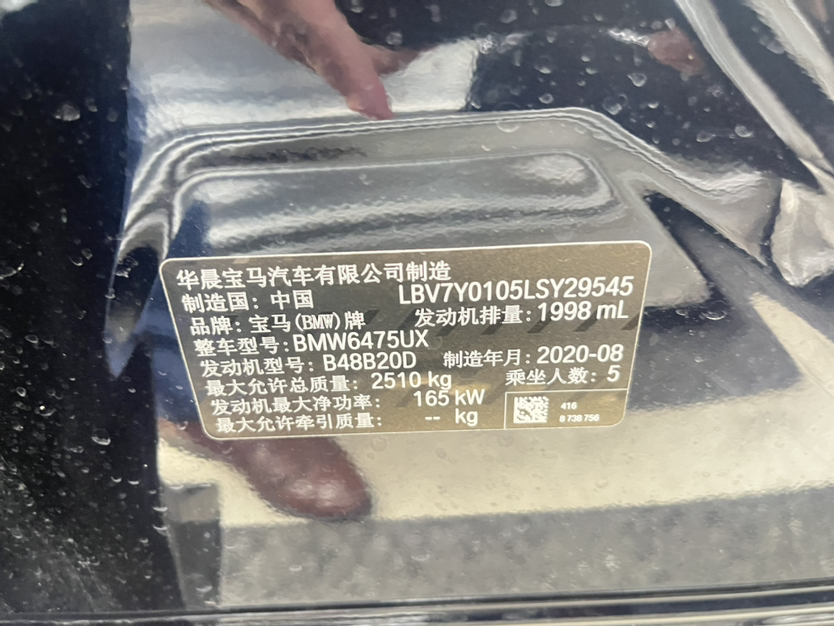 华晨宝马汽车有限公司制造
制造国: 中国 LBV7Y0105LSY29545
品牌: 宝马(BMW)牌 发动机排量: 1998 mL
整车型号: BMW6475UX
发动机型号: B48B20D 制造年月: 2020-08
最大允许总质量: 2510 kg 乘坐人数: 5
发动机最大净功率: 165 kW
最大允许牵引质量: -- kg
416
8 738 756